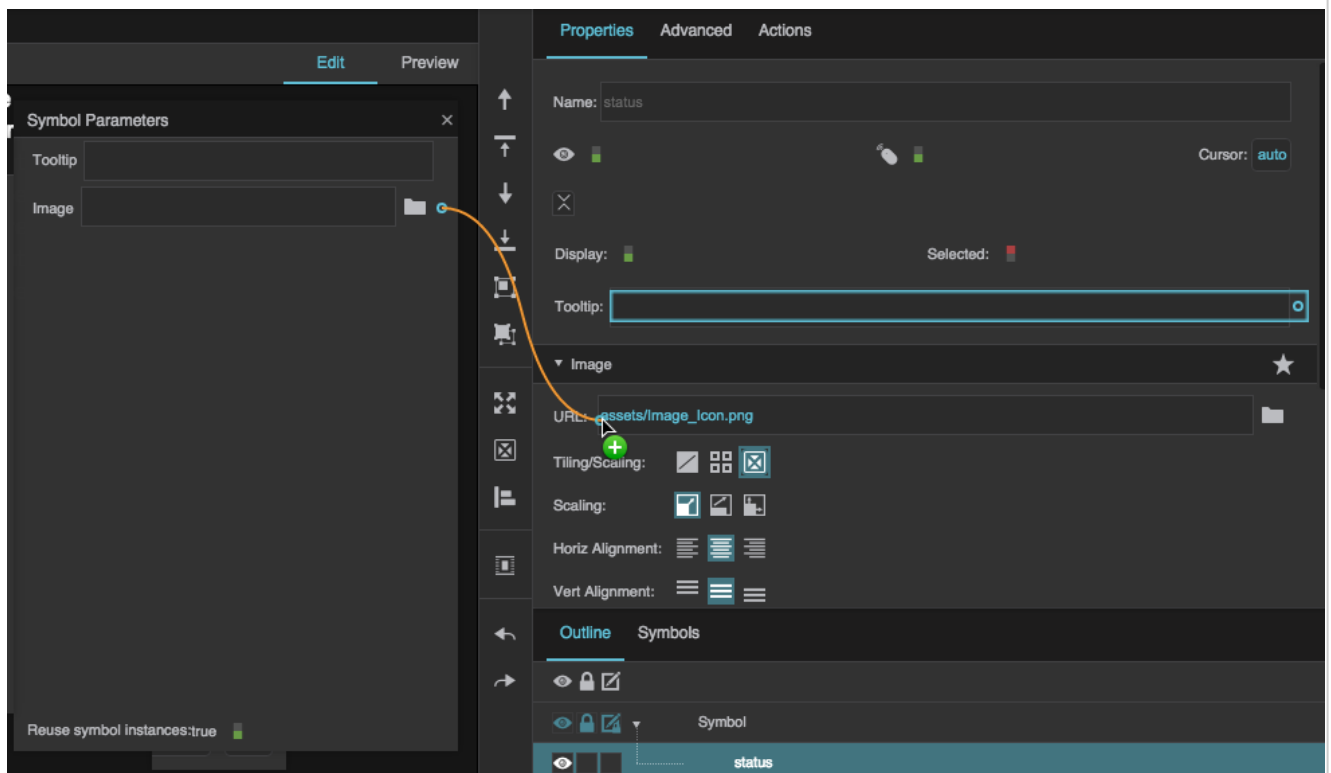 Edit Preview
Symbol Parameters
Tooltip
Image
Reuse symbol instances:true
Properties Advanced Actions
Name: status
Cursor: auto
Display: Selected:
Tooltip:
Image
URL: assets/Image_Icon.png
Tiling/Scaling:
Scaling:
Horiz Alignment:
Vert Alignment:
Outline Symbols
Symbol
status